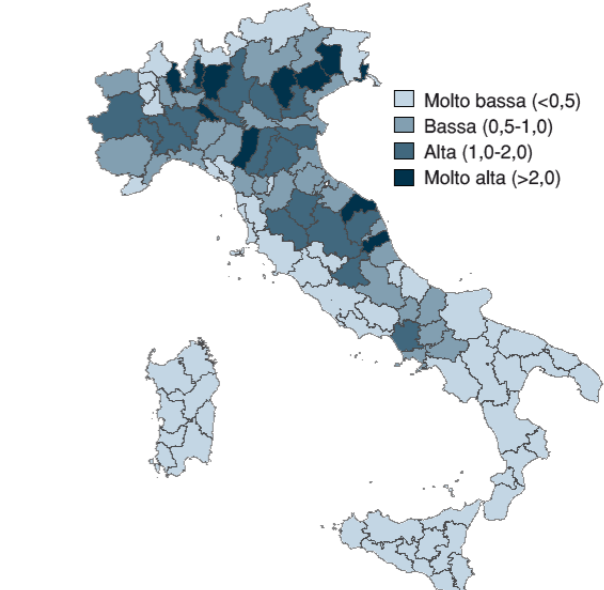 Molto bassa (<0,5)
Bassa (0,5-1,0)
Alta (1,0-2,0)
Molto alta (>2,0)